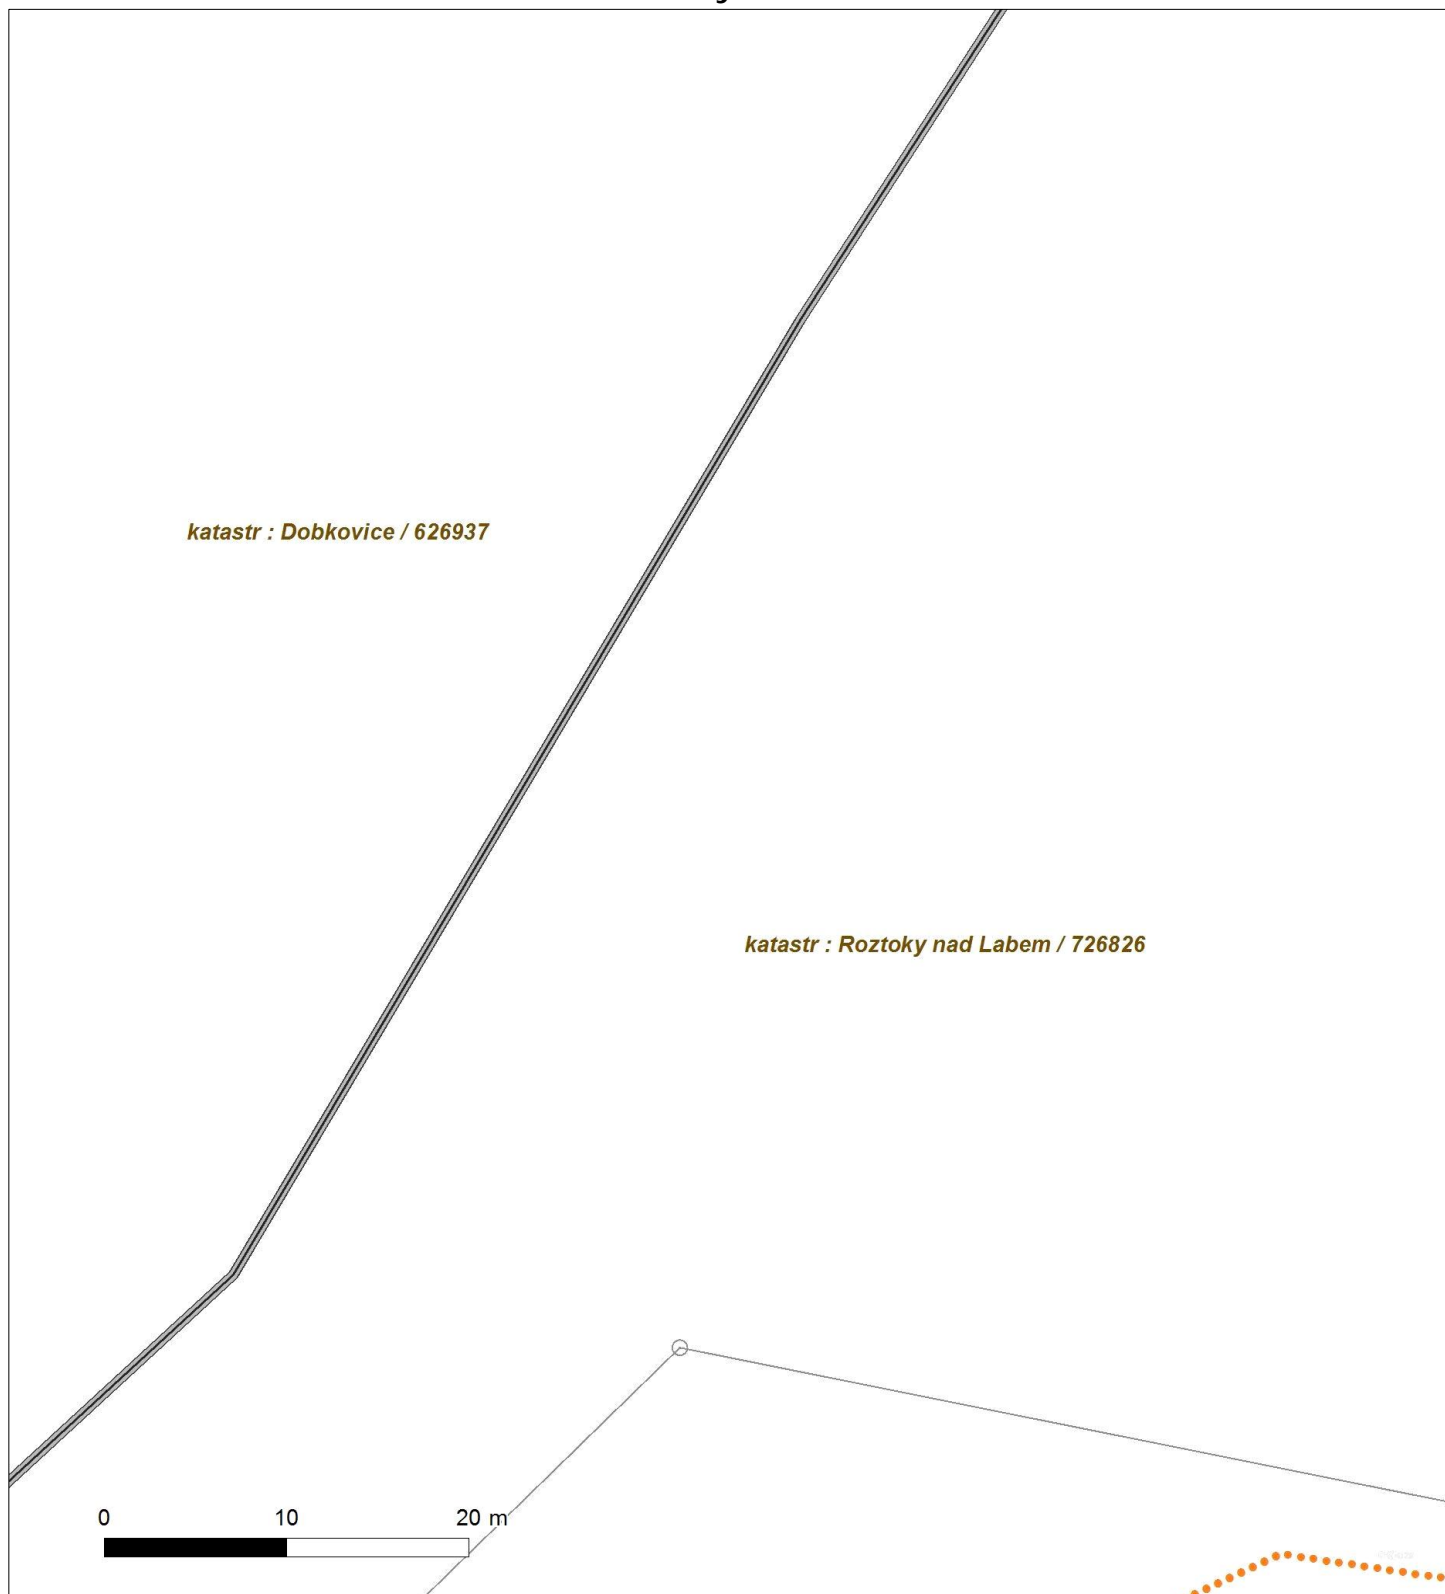 katastr : Dobkovice / 626937
katastr : Roztoky nad Labem / 726826
0 10 20 m